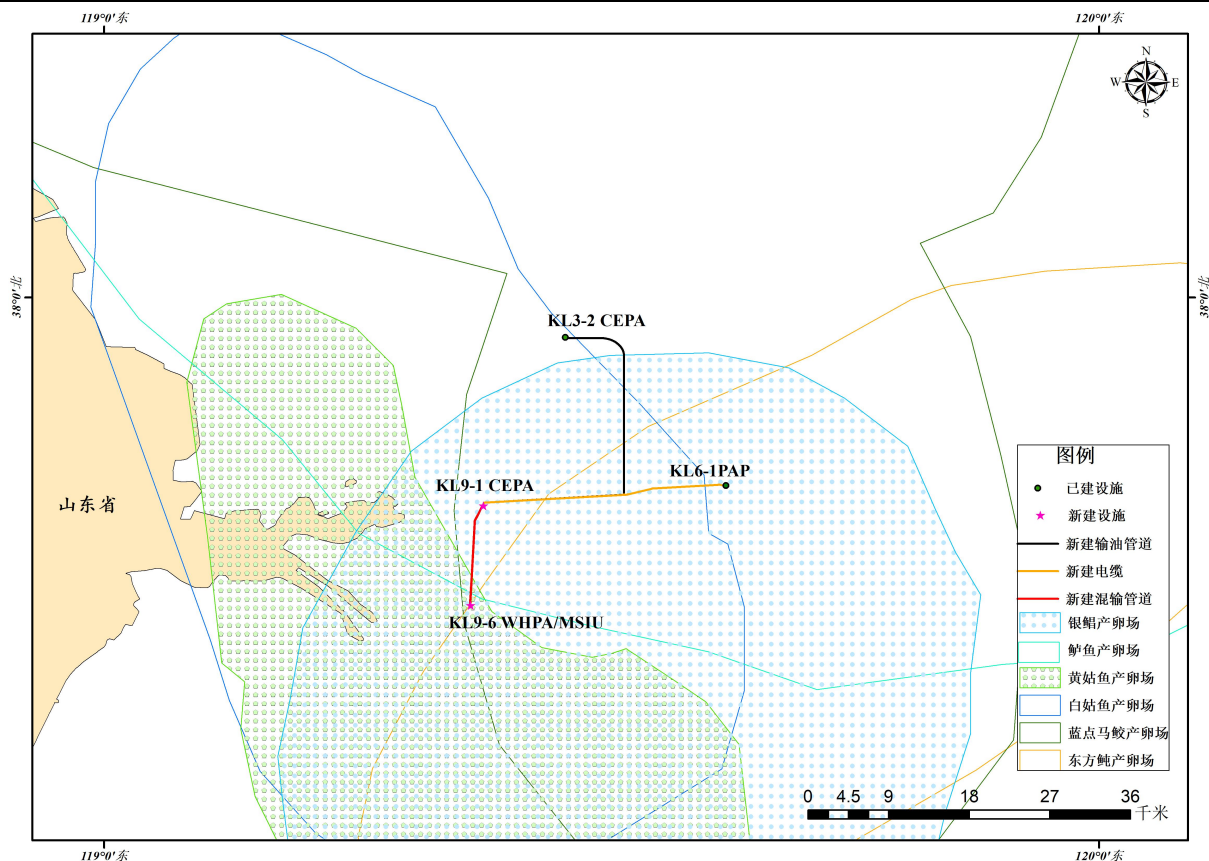 119°0'东
120°0'东
N
W
E
S
38°0'北
38°0'北
KL3-2 CEPA
KL9-1 CEPA
KL6-1PAP
山东省
KL9-6 WHPA/MSIU
图例
已建设施
新建设施
新建输油管道
新建电缆
新建混输管道
银鲳产卵场
鲈鱼产卵场
黄姑鱼产卵场
白姑鱼产卵场
蓝点马鲛产卵场
东方鲀产卵场
0 4.5 9 18 27 36
千米
119°0'东
120°0'东